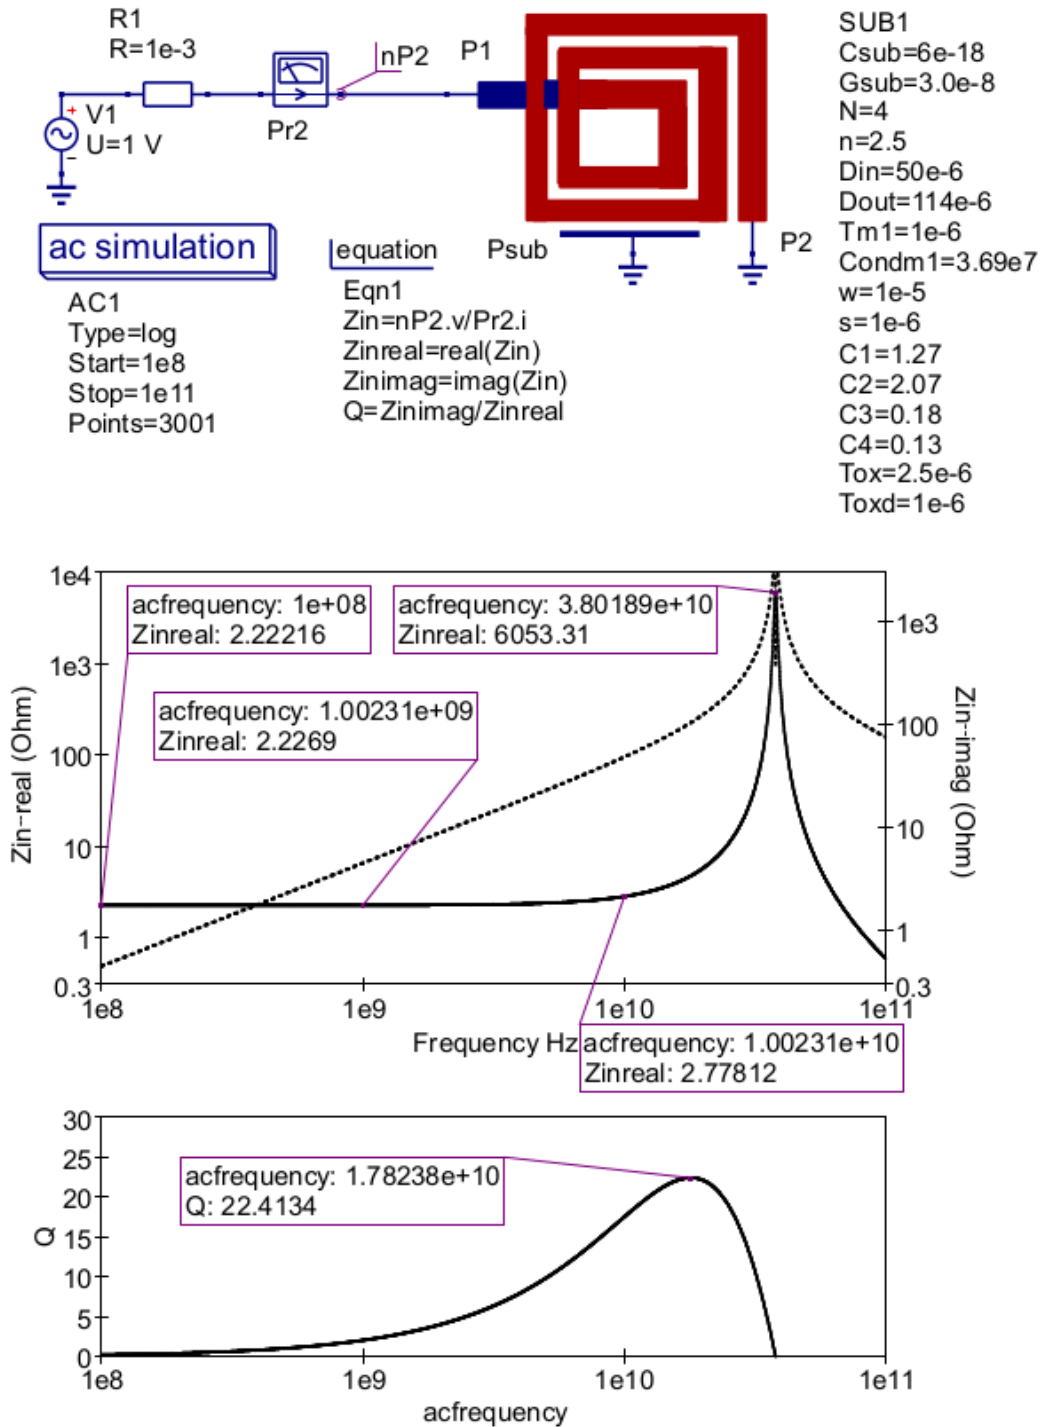 R1
R=1e-3
nP2
P1
V1
U=1 V
Pr2
Psub
P2
SUB1
Csub=6e-18
Gsub=3.0e-8
N=4
n=2.5
Din=50e-6
Dout=114e-6
Tm1=1e-6
Condm1=3.69e7
w=1e-5
s=1e-6
C1=1.27
C2=2.07
C3=0.18
C4=0.13
Tox=2.5e-6
Toxd=1e-6
ac simulation
AC1
Type=log
Start=1e8
Stop=1e11
Points=3001
equation
Eqn1
Zin=nP2.v/Pr2.i
Zinreal=real(Zin)
Zinimag=imag(Zin)
Q=Zinimag/Zinreal
1e4
1e3
100
10
1
0.3
Zin--real (Ohm)
acfrequency: 1e+08
Zinreal: 2.22216
acfrequency: 3.80189e+10
Zinreal: 6053.31
acfrequency: 1.00231e+09
Zinreal: 2.2269
1e3
100
10
1
0.3
Zin--imag (Ohm)
1e8
1e9
1e10
1e11
Frequency Hz
acfrequency: 1.00231e+10
Zinreal: 2.77812
30
25
20
15
10
5
0
Q
acfrequency: 1.78238e+10
Q: 22.4134
1e8
1e9
1e10
1e11
acfrequency